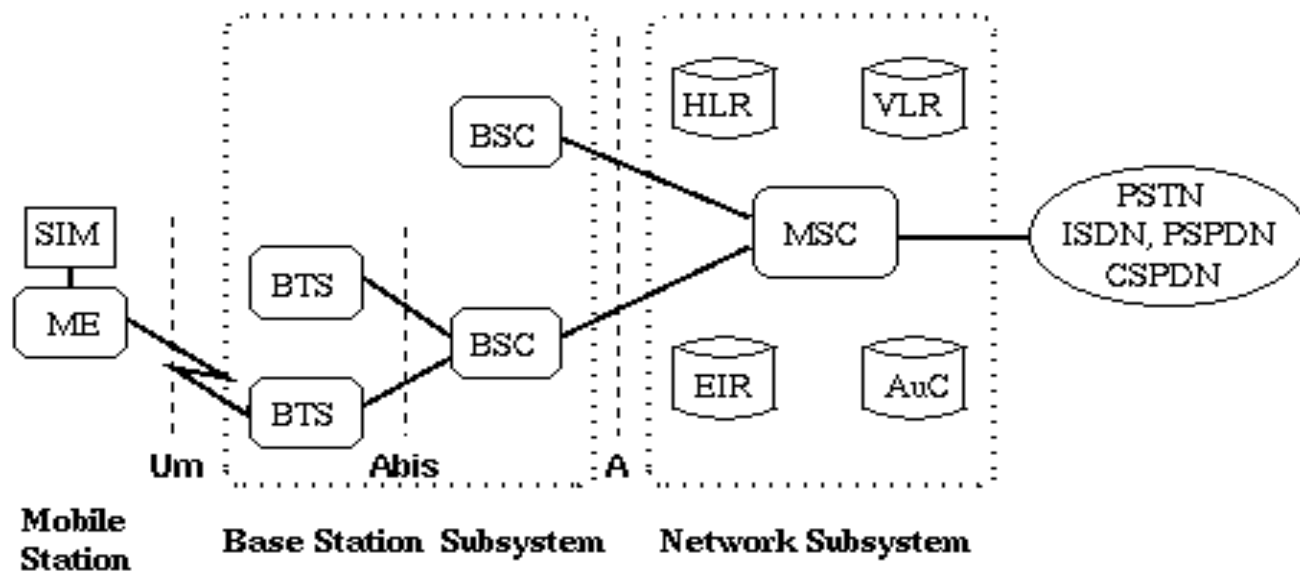 SIM
ME
Mobile
Station
Um
BTS
BTS
Abis
BSC
BSC
Base Station Subsystem
A
HLR
VLR
MSC
EIR
AuC
Network Subsystem
PSTN
ISDN, PSPDN
CSPDN